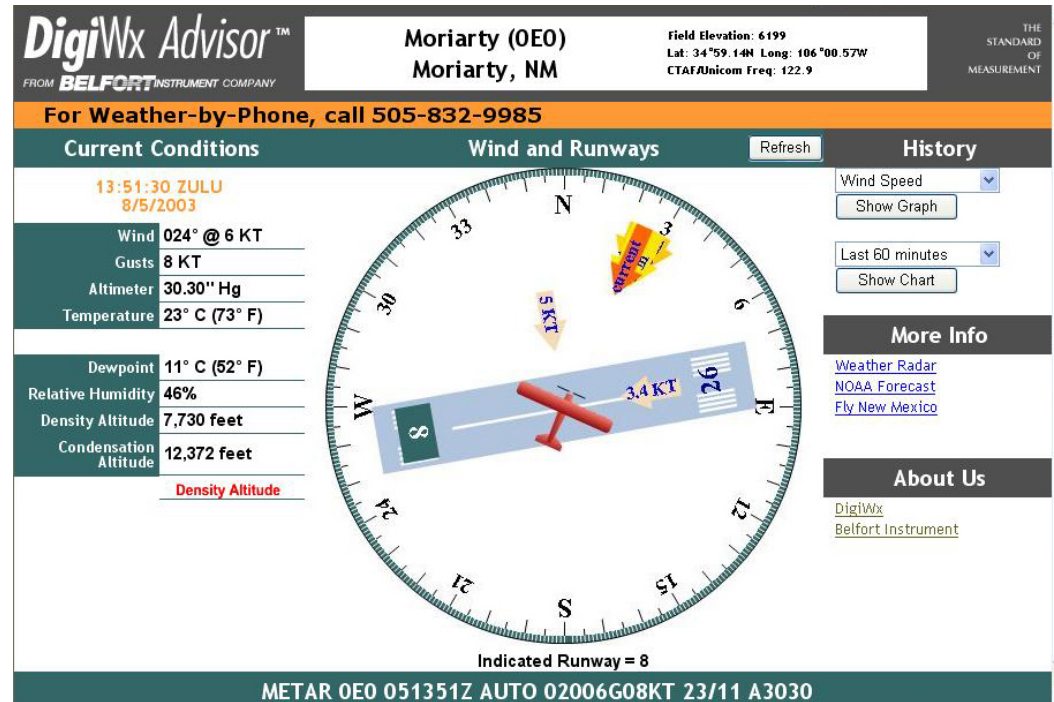 DigiWx Advisor™
FROM BELFORT INSTRUMENT COMPANY
Moriarty (0E0)
Moriarty, NM
Field Elevation: 6199
Lat: 34°59.14N Long: 106°00.57W
CTAF/Unicom Freq: 122.9
THE
STANDARD
OF
MEASUREMENT
For Weather-by-Phone, call 505-832-9985
Current Conditions
13:51:30 ZULU
8/5/2003
Wind 024° @ 6 KT
Gusts 8 KT
Altimeter 30.30" Hg
Temperature 23° C (73° F)
Dewpoint 11° C (52° F)
Relative Humidity 46%
Density Altitude 7,730 feet
Condensation
Altitude 12,372 feet
Density Altitude
Wind and Runways
Refresh
N
3
6
E
12
15
S
21
24
W
30
33
current
5 KT
3.4 KT
26
8
Indicated Runway = 8
History
Wind Speed
Show Graph
Last 60 minutes
Show Chart
More Info
Weather Radar
NOAA Forecast
Fly New Mexico
About Us
DigiWx
Belfort Instrument
METAR 0E0 051351Z AUTO 02006G08KT 23/11 A3030